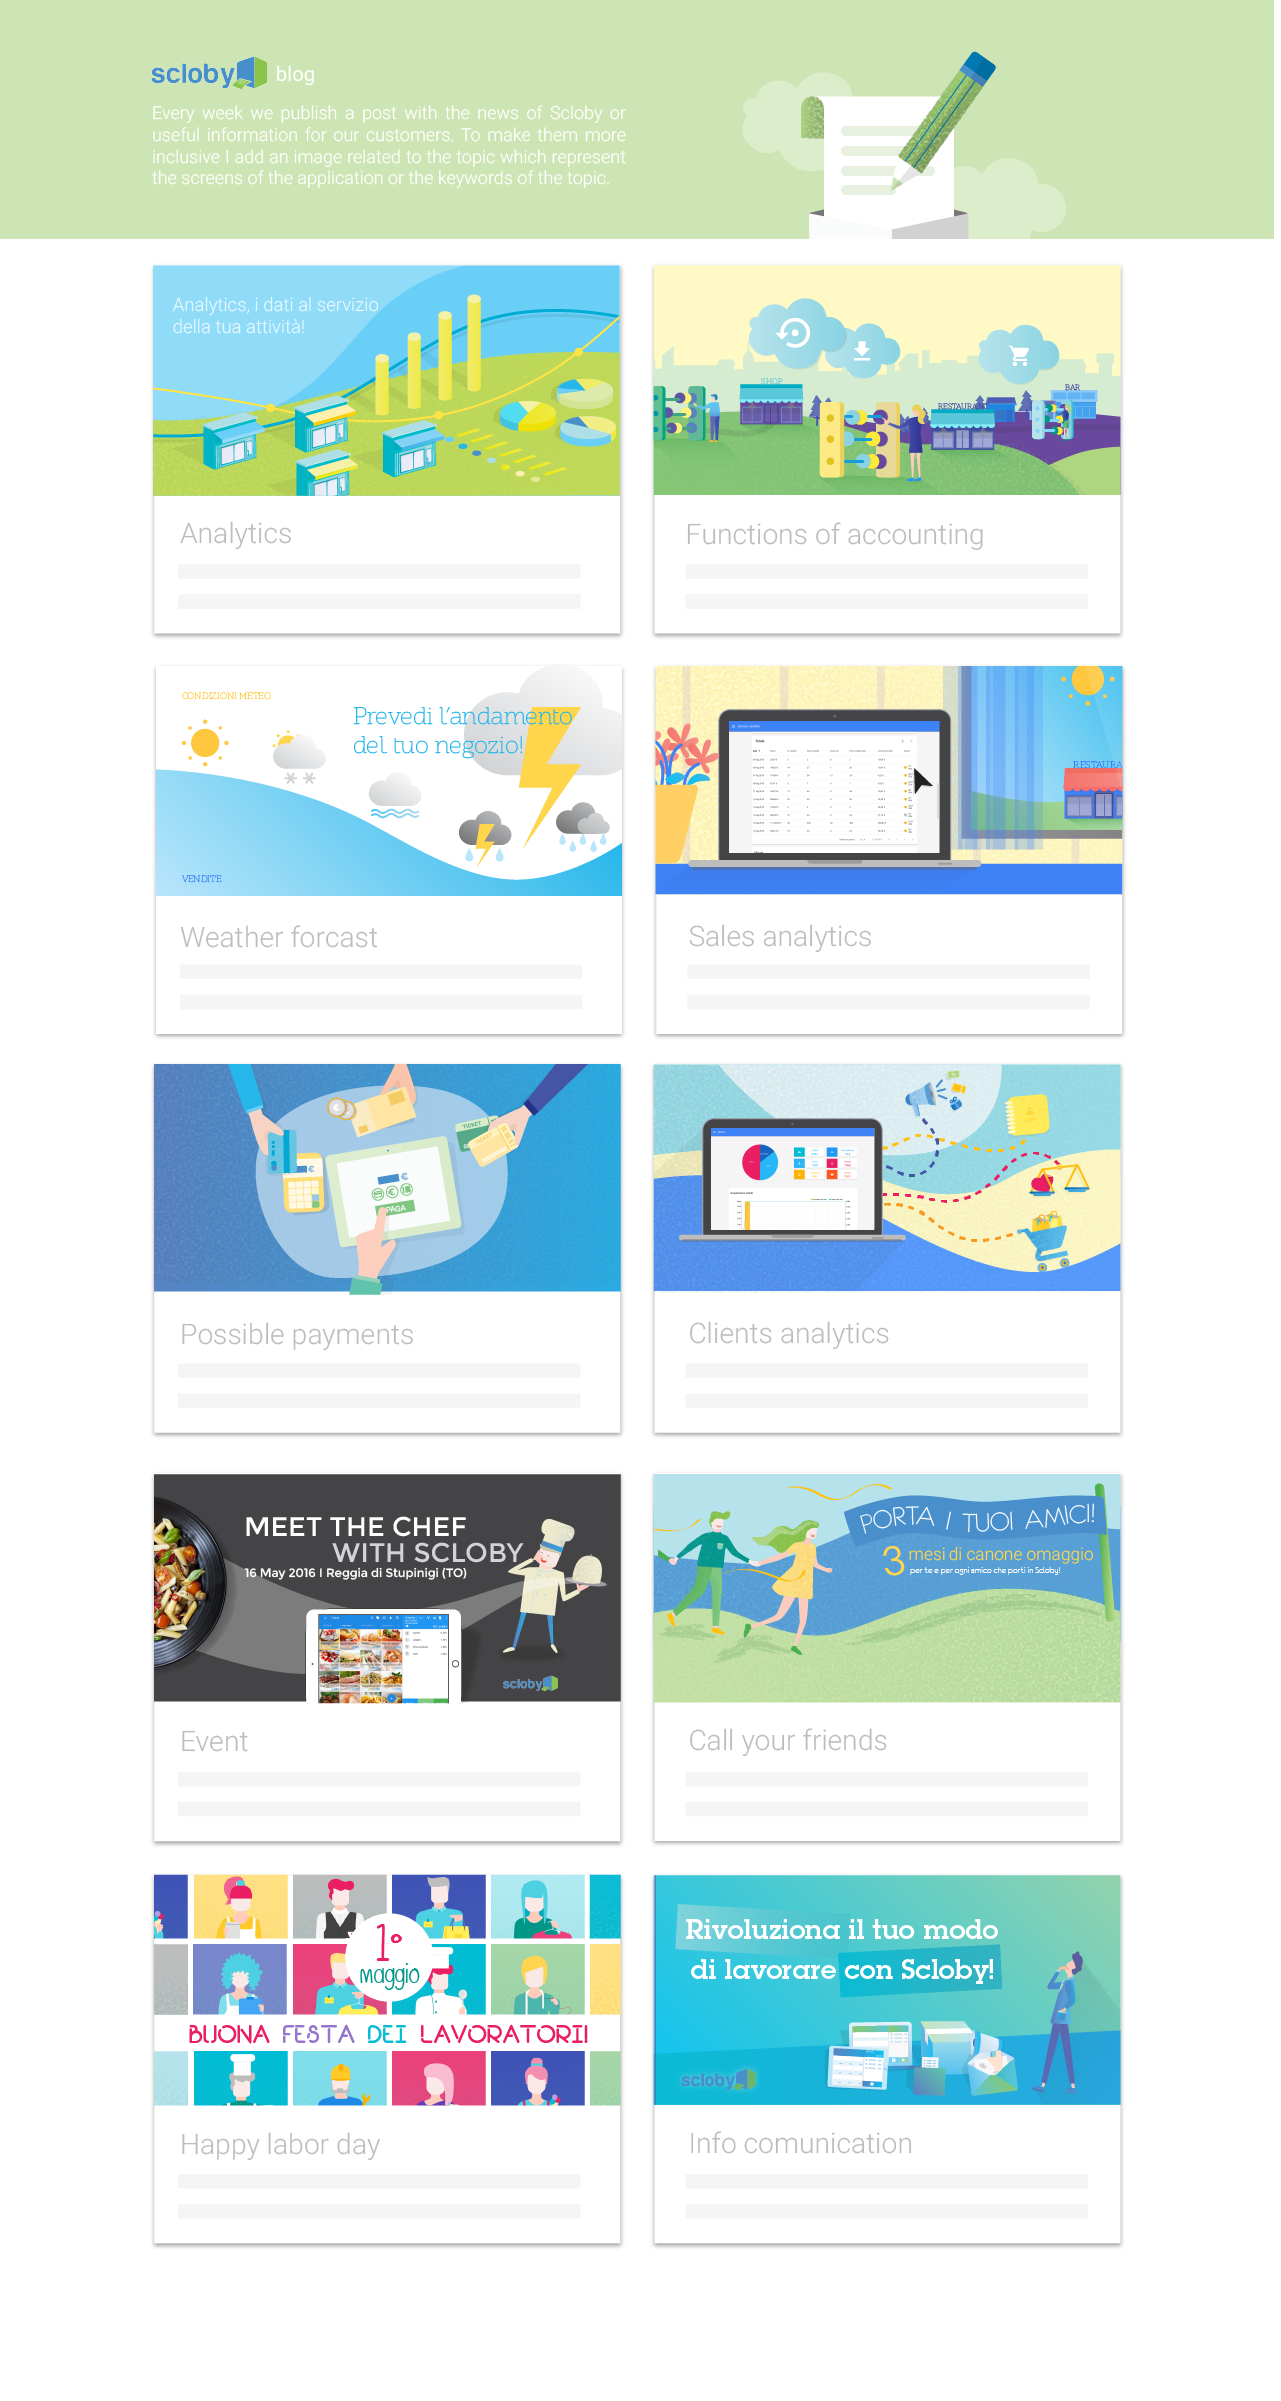 scloby blog
Every week we publish a post with the news of Scloby or
useful information for our customers. To make them more
inclusive I add an image related to the topic which represent
the screens of the application or the keywords of the topic.
Analytics, i dati al servizio
della tua attività!
Analytics
SHOP
RESTAURANT
BAR
Functions of accounting
CONDIZIONI METEO
Prevedi l'andamento
del tuo negozio!
VENDITE
Weather forcast
RESTAURA
Sales analytics
TICKET
PAGA
Possible payments
Clients analytics
MEET THE CHEF
WITH SCLOBY
16 May 2016 I Reggia di Stupinigi (TO)
scloby
Event
PORTA I TUOI AMICI!
3 mesi di canone omaggio
per te e per ogni amico che porti in Scloby!
Call your friends
1°
maggio
BUONA FESTA DEI LAVORATORI!
Happy labor day
Rivoluziona il tuo modo
di lavorare con Scloby!
scloby
Info comunication